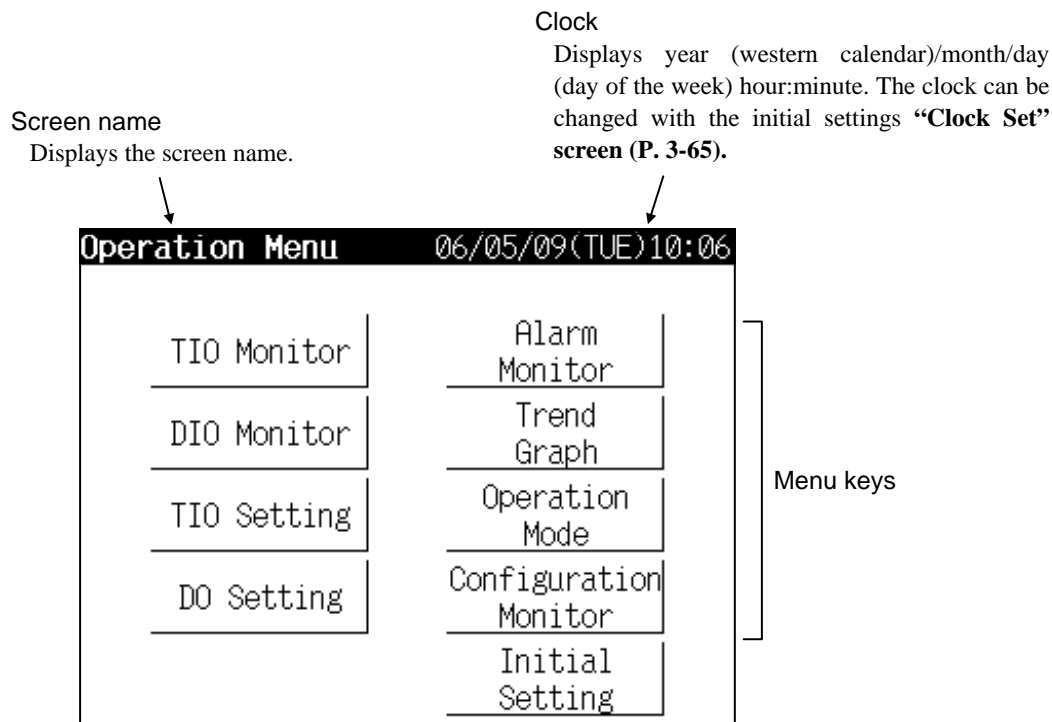 Clock
Displays year (western calendar)/month/day
(day of the week) hour:minute. The clock can be
changed with the initial settings “Clock Set”
screen (P. 3-65).
Screen name
Displays the screen name.
Operation Menu 06/05/09(TUE)10:06
TIO Monitor
Alarm
Monitor
DIO Monitor
Trend
Graph
TIO Setting
Operation
Mode
DO Setting
Configuration
Monitor
Initial
Setting
Menu keys